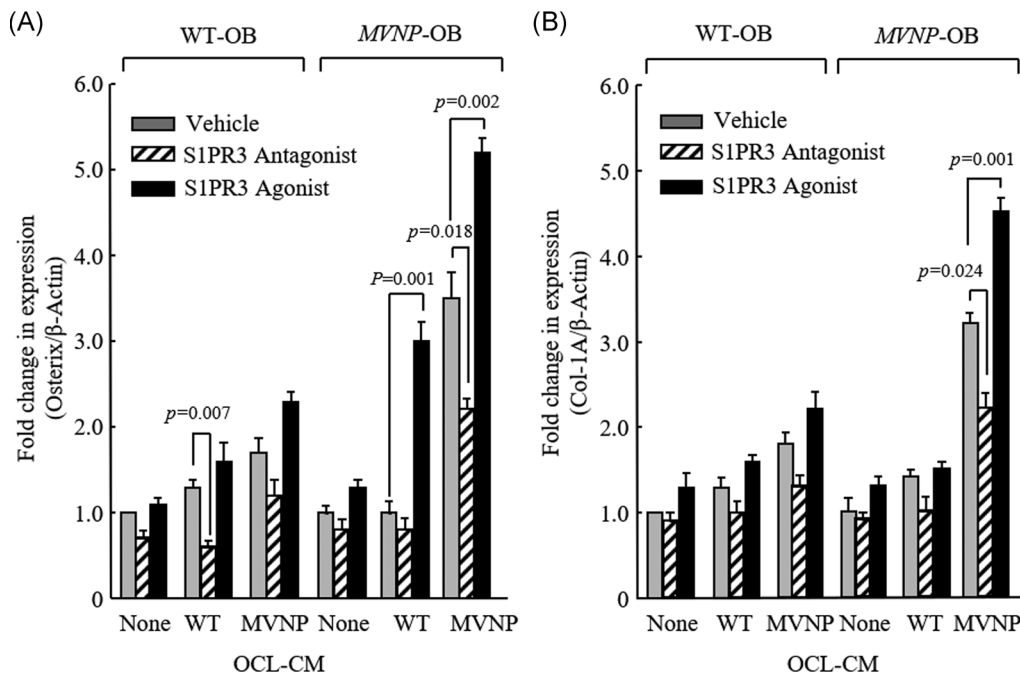 (A)
WT-OB
MVNP-OB
6.0
5.0
4.0
3.0
2.0
1.0
0
Fold change in expression
(Osterix/β-Actin)
Vehicle
S1PR3 Antagonist
S1PR3 Agonist
p=0.002
p=0.018
P=0.001
p=0.007
None WT MVNP None WT MVNP
OCL-CM
(B)
WT-OB
MVNP-OB
6.0
5.0
4.0
3.0
2.0
1.0
0
Fold change in expression
(Col-1A/β-Actin)
Vehicle
S1PR3 Antagonist
S1PR3 Agonist
p=0.001
p=0.024
None WT MVNP None WT MVNP
OCL-CM